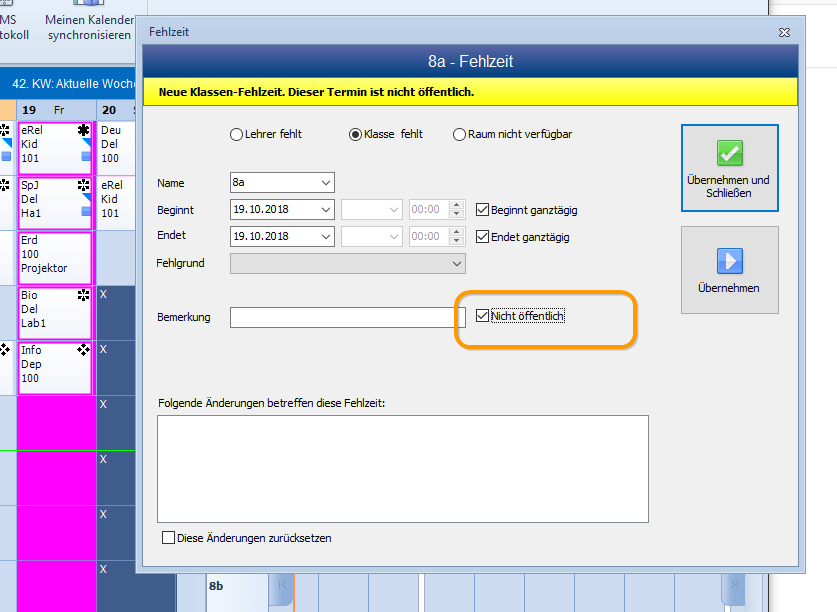 MS
tokoll
Meinen Kalender
synchronisieren
42. KW: Aktuelle Woche
19 Fr
20
eRel
Kid
101
Deu
Del
100
SpJ
Del
Ha1
eRel
Kid
101
Erd
100
Projektor
Bio
Del
Lab1
X
Info
Dep
100
X
X
X
X
X
8b
Fehlzeit
8a - Fehlzeit
Neue Klassen-Fehlzeit. Dieser Termin ist nicht öffentlich.
Lehrer fehlt
Klasse fehlt
Raum nicht verfügbar
Name
8a
Beginnt
19.10.2018
00:00
Beginnt ganztägig
Endet
19.10.2018
00:00
Endet ganztägig
Fehlgrund
Bemerkung
Nicht öffentlich
Folgende Änderungen betreffen diese Fehlzeit:
Diese Änderungen zurücksetzen
Übernehmen und
Schließen
Übernehmen